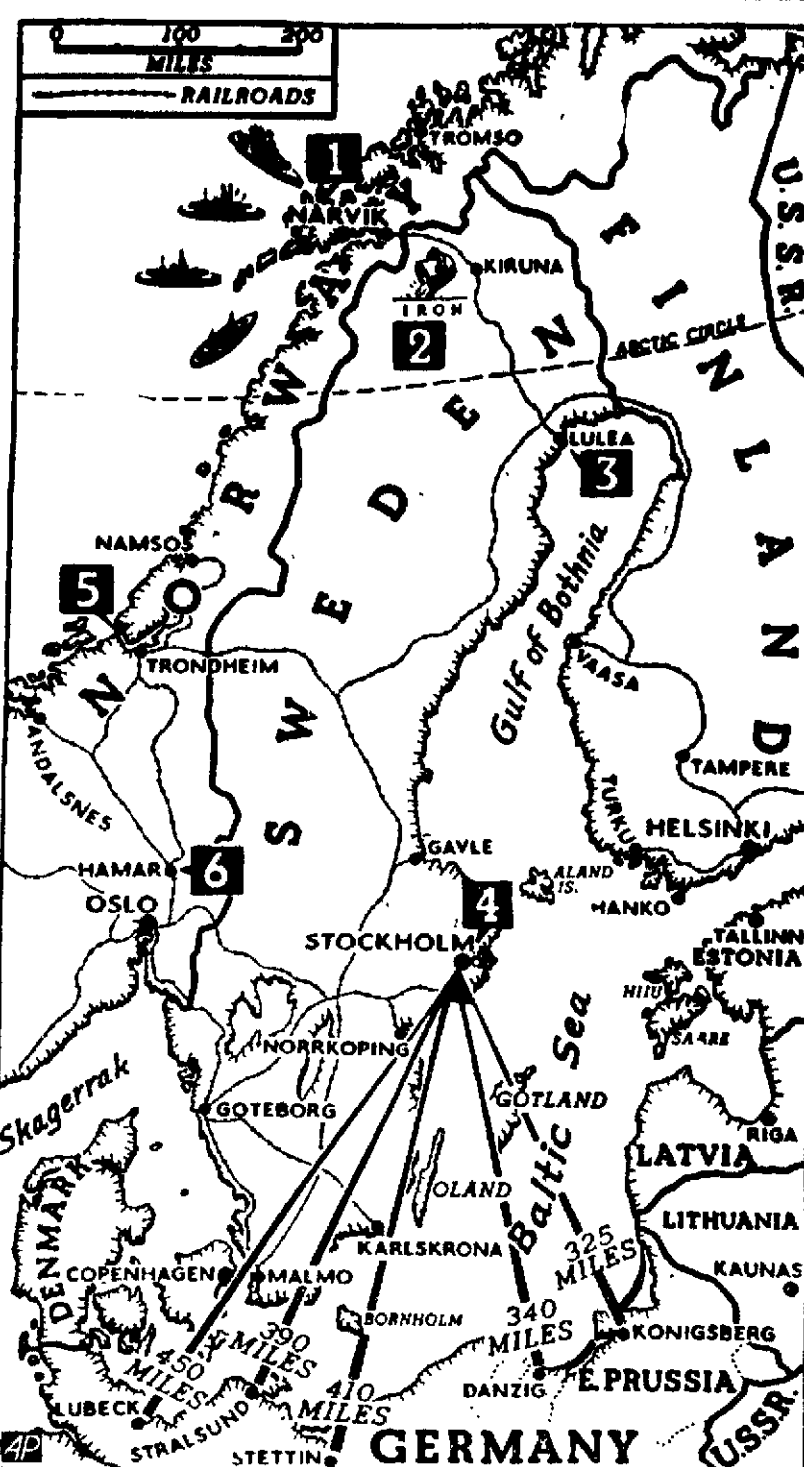 0 100 200
MILES
RAILROADS
TROMSO
1
NARVIK
KIRUNA
IRON
2
ARCTIC CIRCLE
U.S.S.R.
FINLAND
NORWAY
SWEDEN
LULEA
3
Gulf of Bothnia
NAMSOS
5
TRONDHEIM
VAASA
ANDALSNES
TAMPERE
TURKU
HELSINKI
GAVLE
HAMAR
6
ALAND
IS.
HANKO
OSLO
4
STOCKHOLM
TALLINN
ESTONIA
HIIU
SAARE
NORRKOPING
Baltic Sea
Skagerrak
GOTEBORG
GOTLAND
RIGA
LATVIA
OLAND
LITHUANIA
DENMARK
KARLSKRONA
325
MILES
KAUNAS
COPENHAGEN
MALMO
BORNHOLM
340
MILES
KONIGSBERG
450
MILES
390
MILES
410
MILES
DANZIG
E.PRUSSIA
LUBECK
STRALSUND
STETTIN
GERMANY
U.S.S.R.
AP